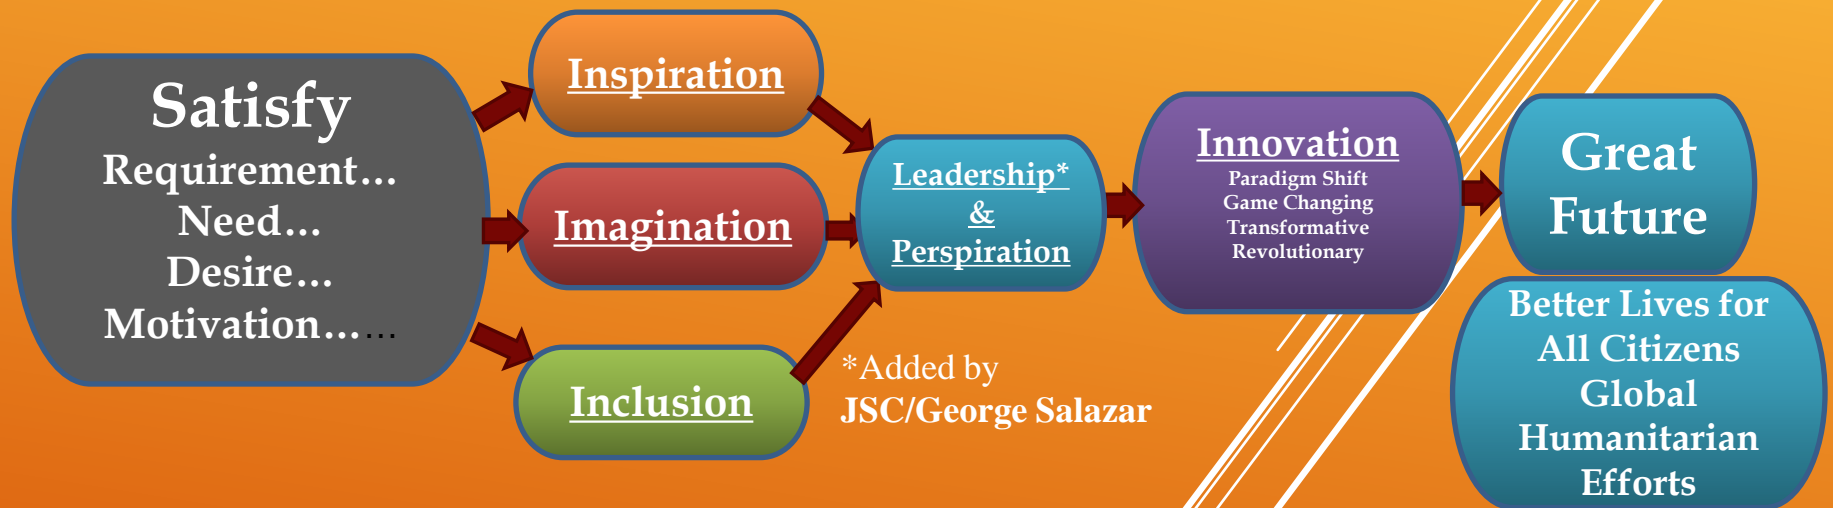 Satisfy
Requirement…
Need…
Desire…
Motivation……
Inspiration
Imagination
Inclusion
Leadership*
&
Perspiration
*Added by
JSC/George Salazar
Innovation
Paradigm Shift
Game Changing
Transformative
Revolutionary
Great
Future
Better Lives for
All Citizens
Global
Humanitarian
Efforts